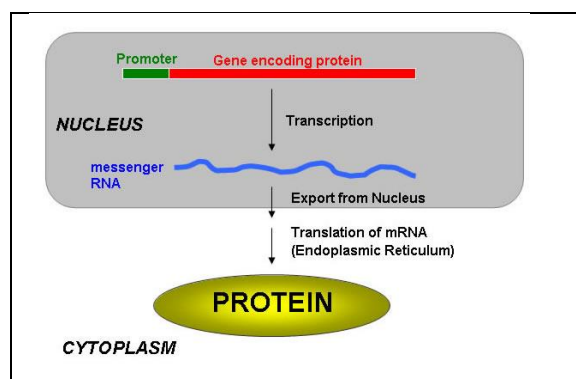 Promoter Gene encoding protein
NUCLEUS
Transcription
messenger
RNA
Export from Nucleus
Translation of mRNA
(Endoplasmic Reticulum)
PROTEIN
CYTOPLASM